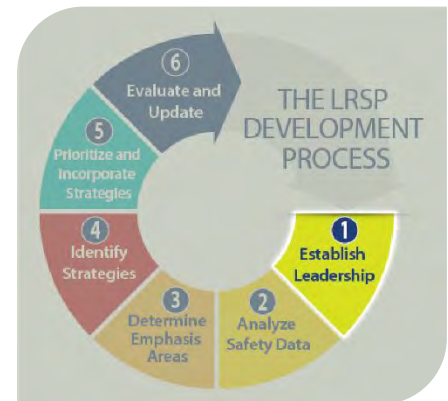 THE LRSP
DEVELOPMENT
PROCESS
1
Establish
Leadership
2
Analyze
Safety Data
3
Determine
Emphasis
Areas
4
Identify
Strategies
5
Prioritize and
Incorporate
Strategies
6
Evaluate and
Update